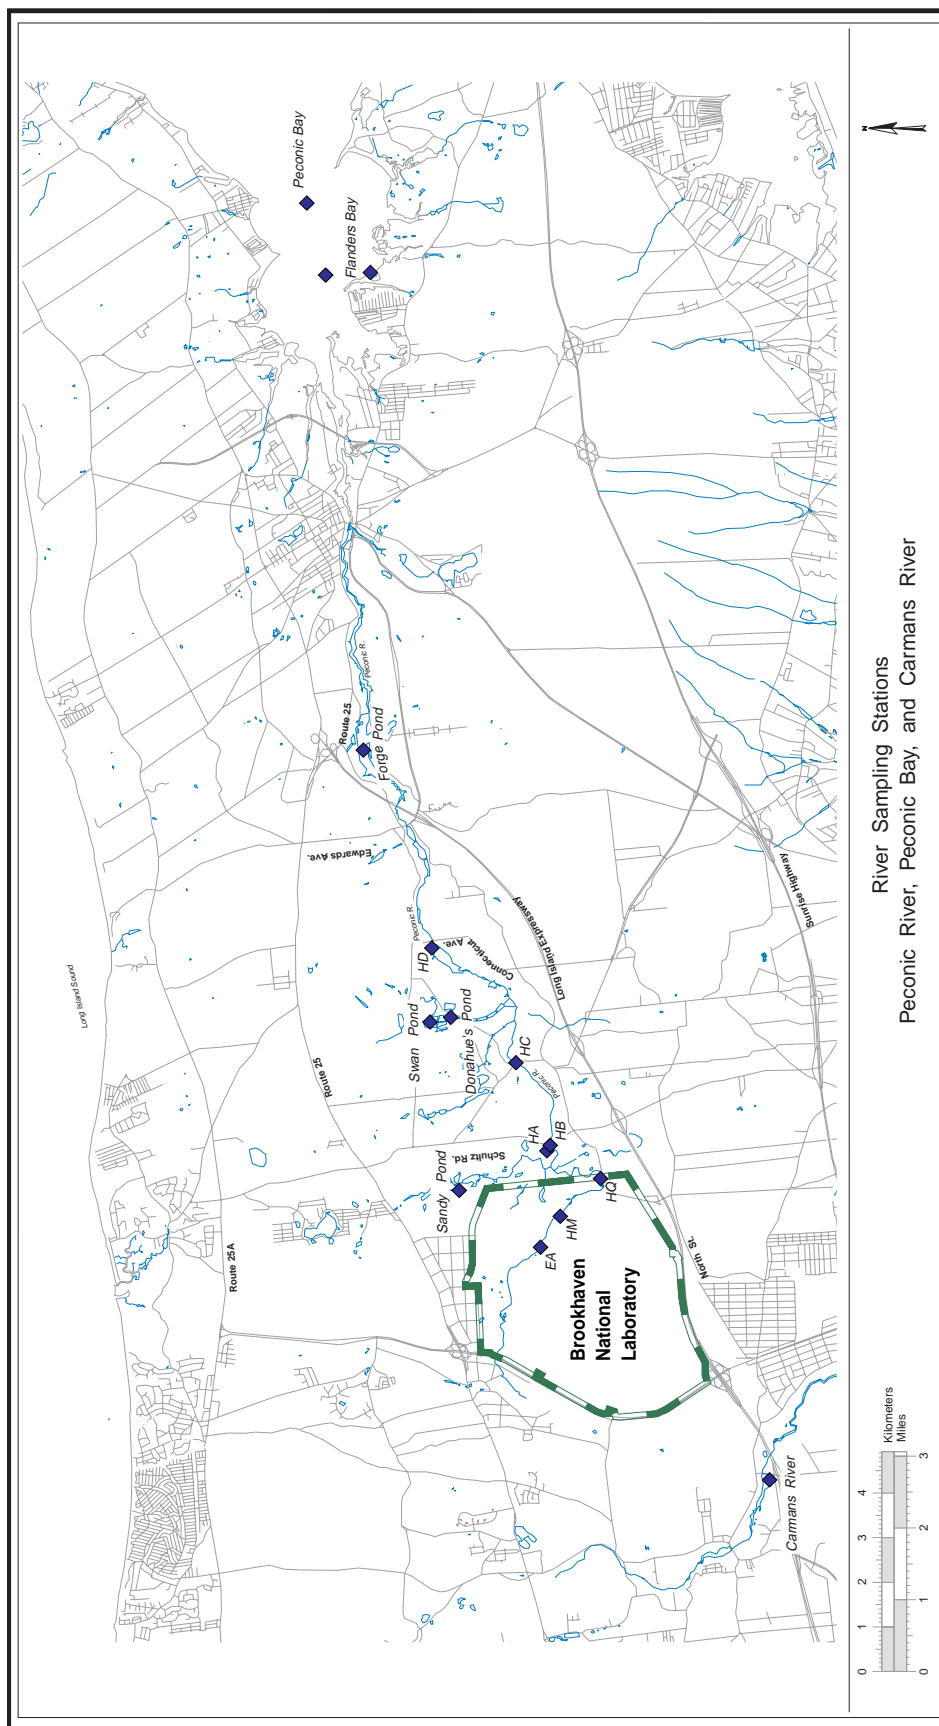 Long Island Sound
Peconic Bay
Flanders Bay
Peconic R.
Route 25
Forge Pond
Edwards Ave.
Peconic R.
HD
Connecticut Ave.
Long Island Expressway
Sunrise Highway
Swan Pond
Donahue's Pond
HC
Peconic R.
Route 25
HA
HB
Schultz Rd.
Sandy Pond
HQ
HM
EA
North St.
Route 25A
Brookhaven
National
Laboratory
Carmans River
N
River Sampling Stations
Peconic River, Peconic Bay, and Carmans River
0 1 2 3 4
Kilometers
Miles
0 1 2 3